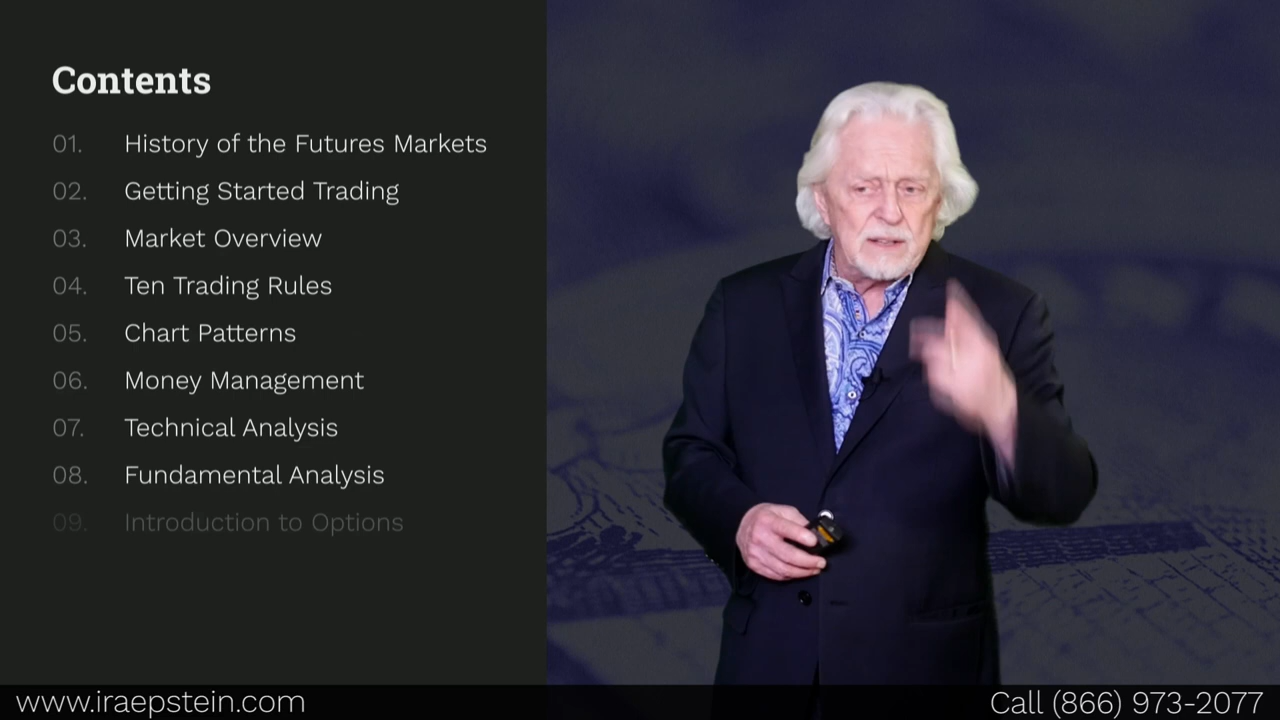 Contents
01. History of the Futures Markets
02. Getting Started Trading
03. Market Overview
04. Ten Trading Rules
05. Chart Patterns
06. Money Management
07. Technical Analysis
08. Fundamental Analysis
09. Introduction to Options
www.iraepstein.com
Call (866) 973-2077